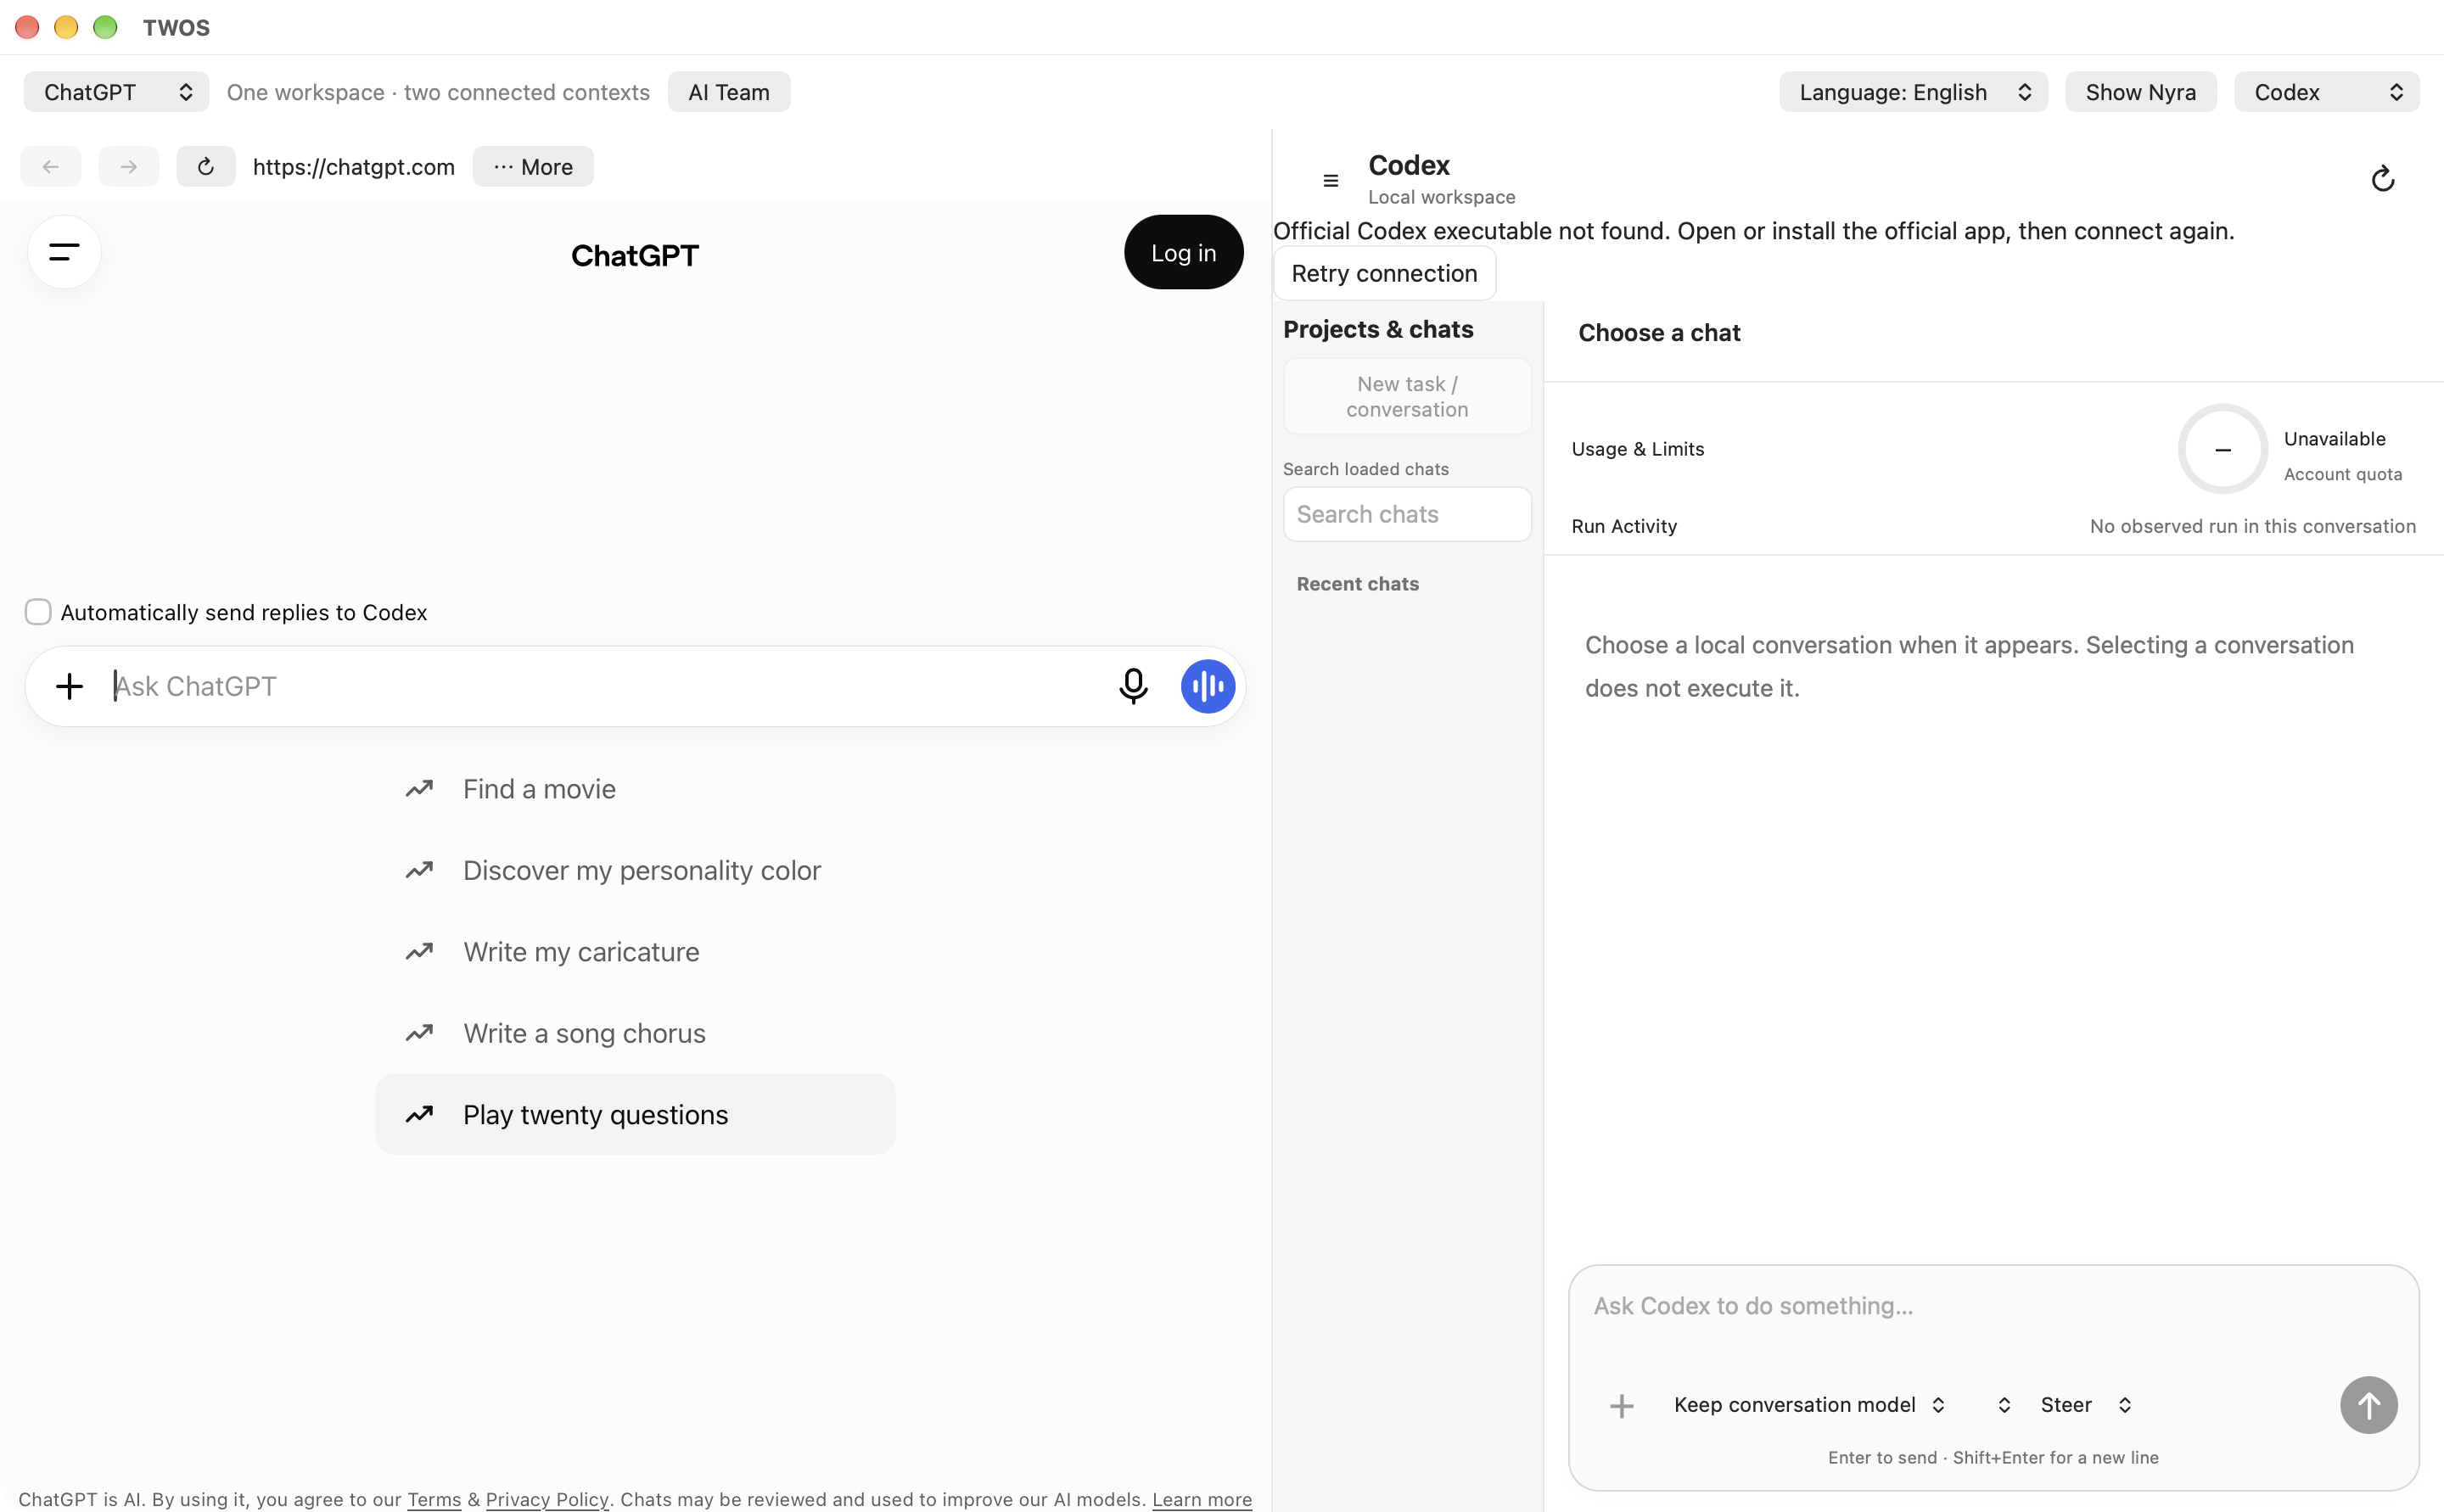 TWOS
ChatGPT
One workspace · two connected contexts
AI Team
Language: English
Show Nyra
Codex
https://chatgpt.com
··· More
ChatGPT
Log in
Automatically send replies to Codex
Ask ChatGPT
Find a movie
Discover my personality color
Write my caricature
Write a song chorus
Play twenty questions
ChatGPT is AI. By using it, you agree to our Terms & Privacy Policy. Chats may be reviewed and used to improve our AI models. Learn more
Codex
Local workspace
Official Codex executable not found. Open or install the official app, then connect again.
Retry connection
Projects & chats
New task /
conversation
Search loaded chats
Search chats
Recent chats
Choose a chat
Usage & Limits
–
Unavailable
Account quota
Run Activity
No observed run in this conversation
Choose a local conversation when it appears. Selecting a conversation
does not execute it.
Ask Codex to do something...
Keep conversation model
Steer
Enter to send · Shift+Enter for a new line